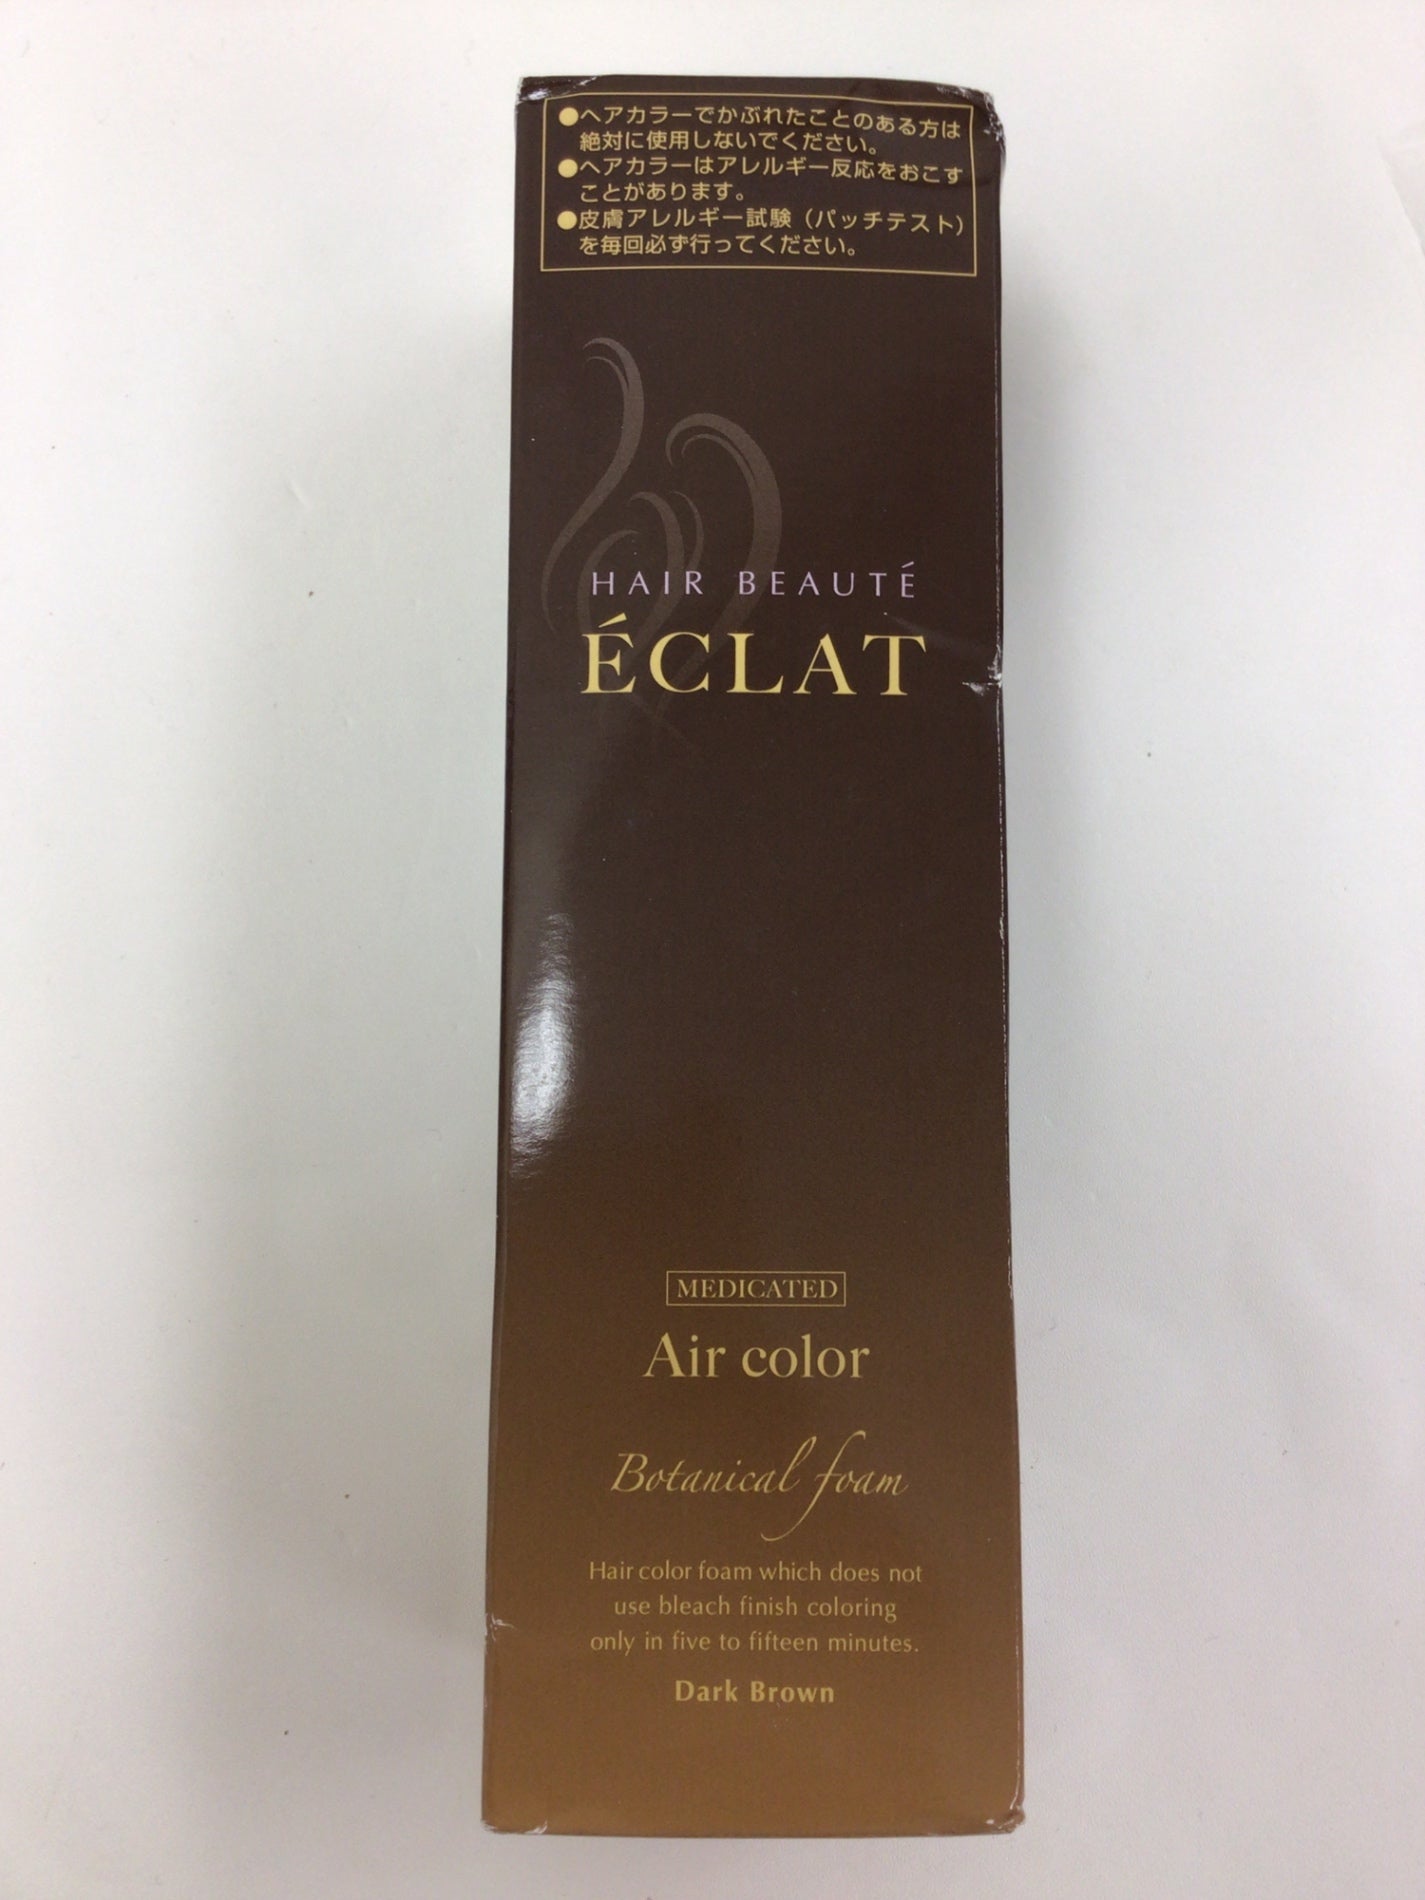 ●ヘアカラーでかぶれたことのある方は
絶対に使用しないでください。
●ヘアカラーはアレルギー反応をおこす
ことがあります。
●皮膚アレルギー試験（パッチテスト）
を毎回必ず行ってください。
HAIR BEAUTÉ
ÉCLAT
MEDICATED
Air color
Botanical foam
Hair color foam which does not
use bleach finish coloring
only in five to fifteen minutes.
Dark Brown